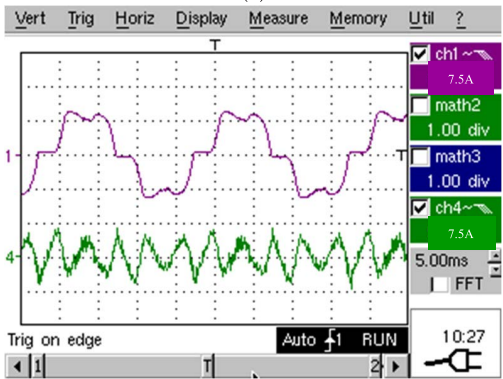 Vert Trig Horiz Display Measure Memory Util ?
T
ch1 ~
7.5A
1
T
math2
1.00 div
math3
1.00 div
ch4~
7.5A
4
5.00ms
FFT
Trig on edge
Auto 1 RUN
10:27
1 T 2